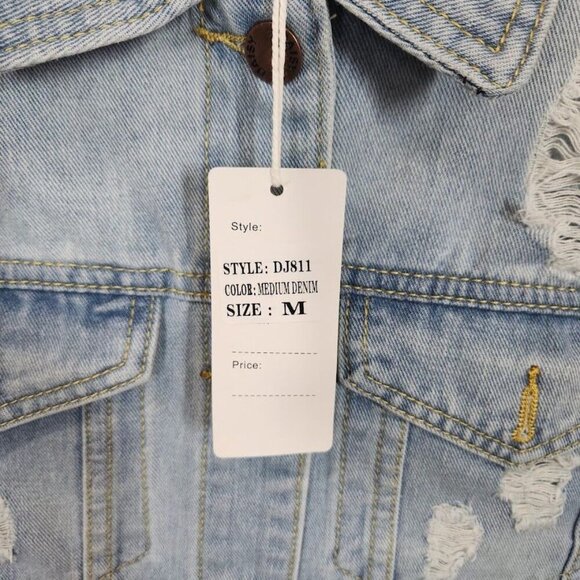 Style:
STYLE: DJ811
COLOR: MEDIUM DENIM
SIZE : M
Price: